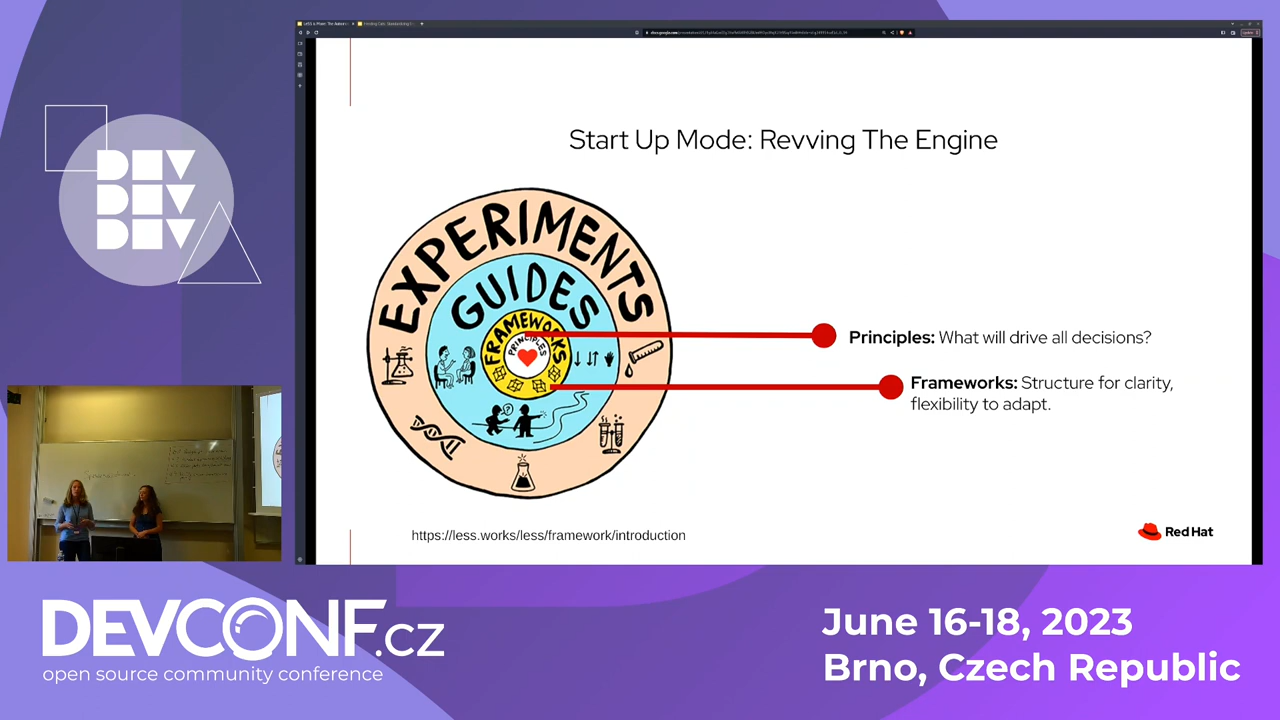 DEV
DEV
DEV
Start Up Mode: Revving The Engine
EXPERIMENTS
GUIDES
FRAMEWORKS
PRINCIPLES
Principles: What will drive all decisions?
Frameworks: Structure for clarity,
flexibility to adapt.
https://less.works/less/framework/introduction
Red Hat
DEVCONF.cz
open source community conference
June 16-18, 2023
Brno, Czech Republic